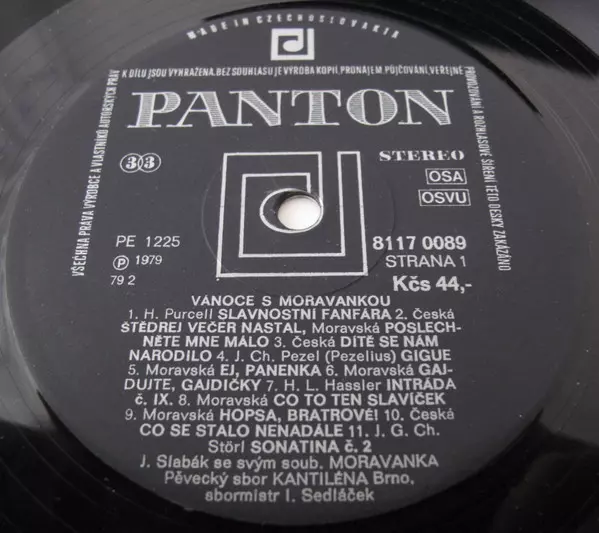 MADE IN CZECHOSLOVAKIA
VŠECHNA PRÁVA VÝROBCE A VLASTNÍKŮ AUTORSKÝCH PRÁV
K DÍLU JSOU VYHRAŽENA. BEZ SOUHLASU JE VÝROBA KOPIÍ, PRONÁJEM, PŮJČOVÁNÍ, VEŘEJNÉ
PROVOZOVÁNÍ A ROZHLASOVÉ ŠÍŘENÍ TÉTO DESKY ZAKÁZÁNO
PANTON
33
STEREO
OSA
OSVU
PE 1225
Ⓟ 1979
79 2
8117 0089
STRANA 1
Kčs 44,-
VÁNOCE S MORAVANKOU
1. H. Purcell SLAVNOSTNÍ FANFÁRA 2. Česká
ŠTĚDREJ VEČER NASTAL, Moravská POSLECH-
NĚTE MNE MÁLO 3. Česká DÍTĚ SE NÁM
NARODILO 4. J. Ch. Pezel (Pezelius) GIGUE
5. Moravská EJ, PANENKA 6. Moravská GAJ-
DUJTE, GAJDIČKY 7. H. L. Hassler INTRÁDA
č. IX. 8. Moravská CO TO TEN SLAVÍČEK
9. Moravská HOPSA, BRATROVÉ! 10. Česká
CO SE STALO NENADÁLE 11. J. G. Ch.
Störl SONATINA č. 2
J. Slabák se svým soub. MORAVANKA
Pěvecký sbor KANTILÉNA Brno,
sbormistr I. Sedláček